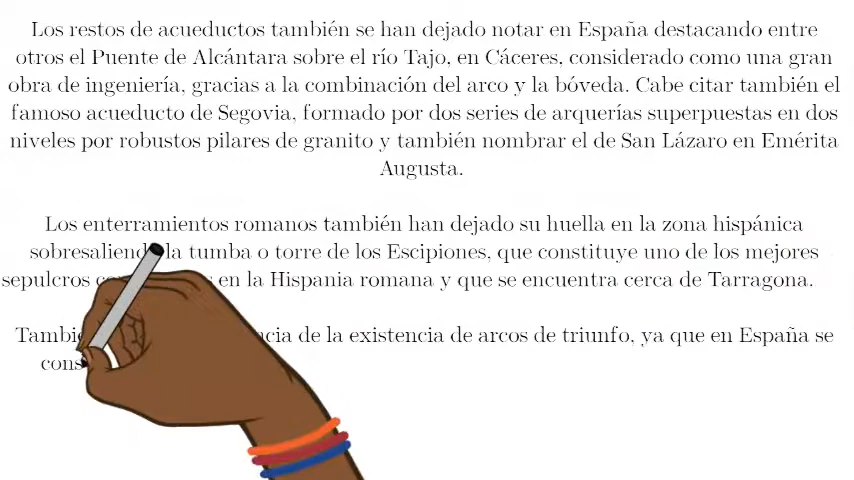 Los restos de acueductos también se han dejado notar en España destacando entre
otros el Puente de Alcántara sobre el río Tajo, en Cáceres, considerado como una gran
obra de ingeniería, gracias a la combinación del arco y la bóveda. Cabe citar también el
famoso acueducto de Segovia, formado por dos series de arquerías superpuestas en dos
niveles por robustos pilares de granito y también nombrar el de San Lázaro en Emérita
Augusta.
Los enterramientos romanos también han dejado su huella en la zona hispánica
sobresaliendo la tumba o torre de los Escipiones, que constituye uno de los mejores
sepulcros en la Hispania romana y que se encuentra cerca de Tarragona.
de la existencia de arcos de triunfo, ya que en España se